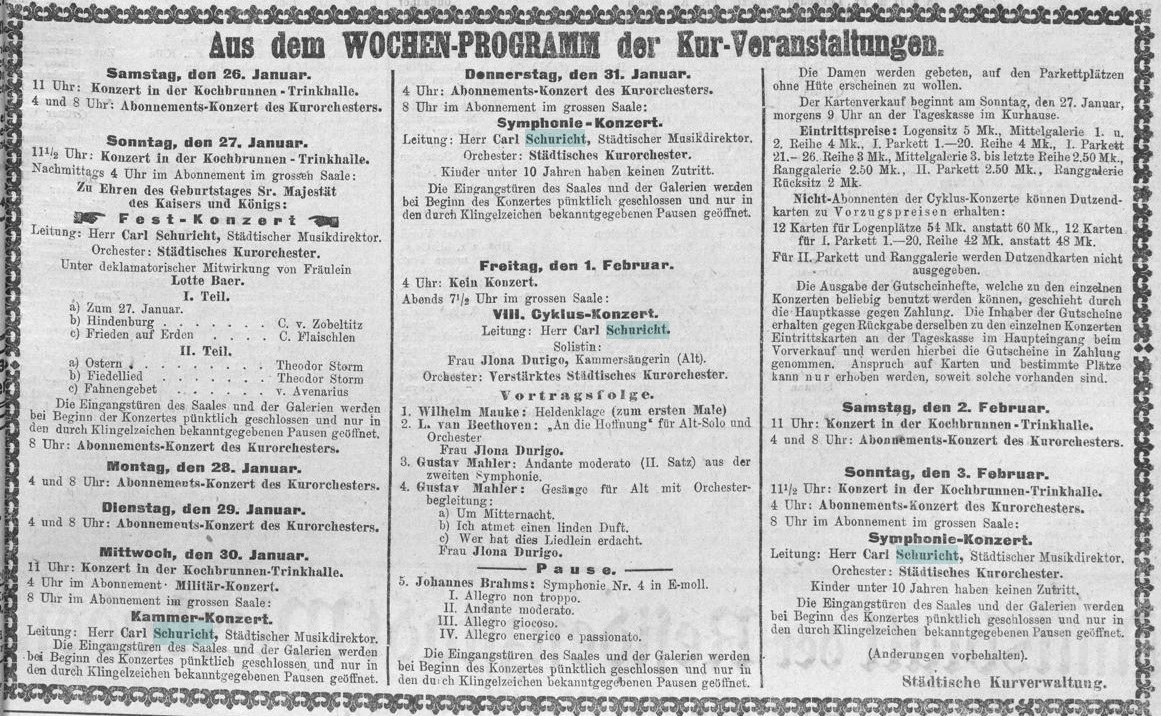 Aus dem WOCHEN-PROGRAMM der Kur-Veranstaltungen.
Samstag, den 26. Januar.
11 Uhr: Konzert in der Kochbrunnen-Trinkhalle.
4 und 8 Uhr: Abonnements-Konzert des Kurorchesters.
Sonntag, den 27. Januar.
11½ Uhr: Konzert in der Kochbrunnen-Trinkhalle.
Nachmittags 4 Uhr im Abonnement im grossen Saale:
Zu Ehren des Geburtstages Sr. Majestät
des Kaisers und Königs:
Fest-Konzert
Leitung: Herr Carl Schuricht, Städtischer Musikdirektor.
Orchester: Städtisches Kurorchester.
Unter deklamatorischer Mitwirkung von Fräulein
Lotte Baer.
I. Teil.
a) Zum 27. Januar.
b) Hindenburg . . . . . . . C. v. Zobeltitz
c) Frieden auf Erden . . . . C. Flaischlen
II. Teil.
a) Ostern . . . . . . . . . Theodor Storm
b) Fiedellied . . . . . . . Theodor Storm
c) Fahnengebet . . . . . . . v. Avenarius
Die Eingangstüren des Saales und der Galerien werden
bei Beginn der Konzertes pünktlich geschlossen und nur in
den durch Klingelzeichen bekanntgegebenen Pausen geöffnet.
8 Uhr: Abonnements-Konzert des Kurorchesters.
Montag, den 28. Januar.
4 und 8 Uhr: Abonnements-Konzert des Kurorchesters.
Dienstag, den 29. Januar.
4 und 8 Uhr: Abonnements-Konzert des Kurorchesters.
Mittwoch, den 30. Januar.
11 Uhr: Konzert in der Kochbrunnen-Trinkhalle.
4 Uhr im Abonnement Militär-Konzert.
8 Uhr im Abonnement im grossen Saale:
Kammer-Konzert.
Leitung: Herr Carl Schuricht, Städtischer Musikdirektor.
Die Eingangstüren des Saales und der Galerien werden
bei Beginn des Konzertes pünktlich geschlossen und nur in
den durch Klingelzeichen bekanntgegebenen Pausen geöffnet.
Donnerstag, den 31. Januar.
4 Uhr: Abonnements-Konzert des Kurorchesters.
8 Uhr im Abonnement im grossen Saale:
Symphonie-Konzert.
Leitung: Herr Carl Schuricht, Städtischer Musikdirektor.
Orchester: Städtisches Kurorchester.
Kinder unter 10 Jahren haben keinen Zutritt.
Die Eingangstüren des Saales und der Galerien werden
bei Beginn des Konzertes pünktlich geschlossen und nur in
den durch Klingelzeichen bekanntgegebenen Pausen geöffnet.
Freitag, den 1. Februar.
4 Uhr: Kein Konzert.
Abends 7½ Uhr im grossen Saale:
VIII. Cyklus-Konzert.
Leitung: Herr Carl Schuricht.
Solistin:
Frau Jlona Durigo, Kammersängerin (Alt).
Orchester: Verstärktes Städtisches Kurorchester.
Vortragsfolge.
1. Wilhelm Mauke: Heldenklage (zum ersten Male)
2. L. van Beethoven: „An die Hoffnung“ für Alt-Solo und
Orchester
Frau Jlona Durigo.
3. Gustav Mahler: Andante moderato (II. Satz) aus der
zweiten Symphonie.
4. Gustav Mahler: Gesänge für Alt mit Orchester-
begleitung:
a) Um Mitternacht.
b) Ich atmet einen linden Duft.
c) Wer hat dies Liedlein erdacht.
Frau Jlona Durigo.
Pause.
5. Johannes Brahms: Symphonie Nr. 4 in E-moll.
I. Allegro non troppo.
II. Andante moderato.
III. Allegro giocoso.
IV. Allegro energico e passionato.
Die Eingangstüren des Saales und der Galerien werden
bei Beginn des Konzertes pünktlich geschlossen und nur in
den durch Klingelzeichen bekanntgegebenen Pausen geöffnet.
Die Damen werden gebeten, auf den Parkettplätzen
ohne Hüte erscheinen zu wollen.
Der Kartenverkauf beginnt am Sonntag, den 27. Januar,
morgens 9 Uhr an der Tageskasse im Kurhause.
Eintrittspreise: Logensitz 5 Mk., Mittelgalerie 1. u.
2. Reihe 4 Mk., I. Parkett 1.—20. Reihe 4 Mk., I. Parkett
21.—26. Reihe 3 Mk., Mittelgalerie 3. bis letzte Reihe 2.50 Mk.,
Ranggalerie 2.50 Mk., II. Parkett 2.50 Mk., Ranggalerie
Rücksitz 2 Mk.
Nicht-Abonnenten der Cyklus-Konzerte können Dutzend-
karten zu Vorzugspreisen erhalten:
12 Karten für Logenplätze 54 Mk. anstatt 60 Mk., 12 Karten
für I. Parkett 1.—20. Reihe 42 Mk. anstatt 48 Mk.
Für II. Parkett und Ranggalerie werden Dutzendkarten nicht
ausgegeben.
Die Ausgabe der Gutscheinhefte, welche zu den einzelnen
Konzerten beliebig benutzt werden können, geschieht durch
die Hauptkasse gegen Zahlung. Die Inhaber der Gutscheine
erhalten gegen Rückgabe derselben zu den einzelnen Konzerten
Eintrittskarten an der Tageskasse im Haupteingang beim
Vorverkauf und werden hierbei die Gutscheine in Zahlung
genommen. Anspruch auf Karten und bestimmte Plätze
kann nur erhoben werden, soweit solche vorhanden sind.
Samstag, den 2. Februar.
11 Uhr: Konzert in der Kochbrunnen-Trinkhalle.
4 und 8 Uhr: Abonnements-Konzert des Kurorchesters.
Sonntag, den 3. Februar.
11½ Uhr: Konzert in der Kochbrunnen-Trinkhalle.
4 Uhr: Abonnements-Konzert des Kurorchesters.
8 Uhr im Abonnement im grossen Saale:
Symphonie-Konzert.
Leitung: Herr Carl Schuricht, Städtischer Musikdirektor.
Orchester: Städtisches Kurorchester.
Kinder unter 10 Jahren haben keinen Zutritt.
Die Eingangstüren des Saales und der Galerien werden
bei Beginn des Konzertes pünktlich geschlossen und nur in
den durch Klingelzeichen bekanntgegebenen Pausen geöffnet.
(Änderungen vorbehalten).
Städtische Kurverwaltung.